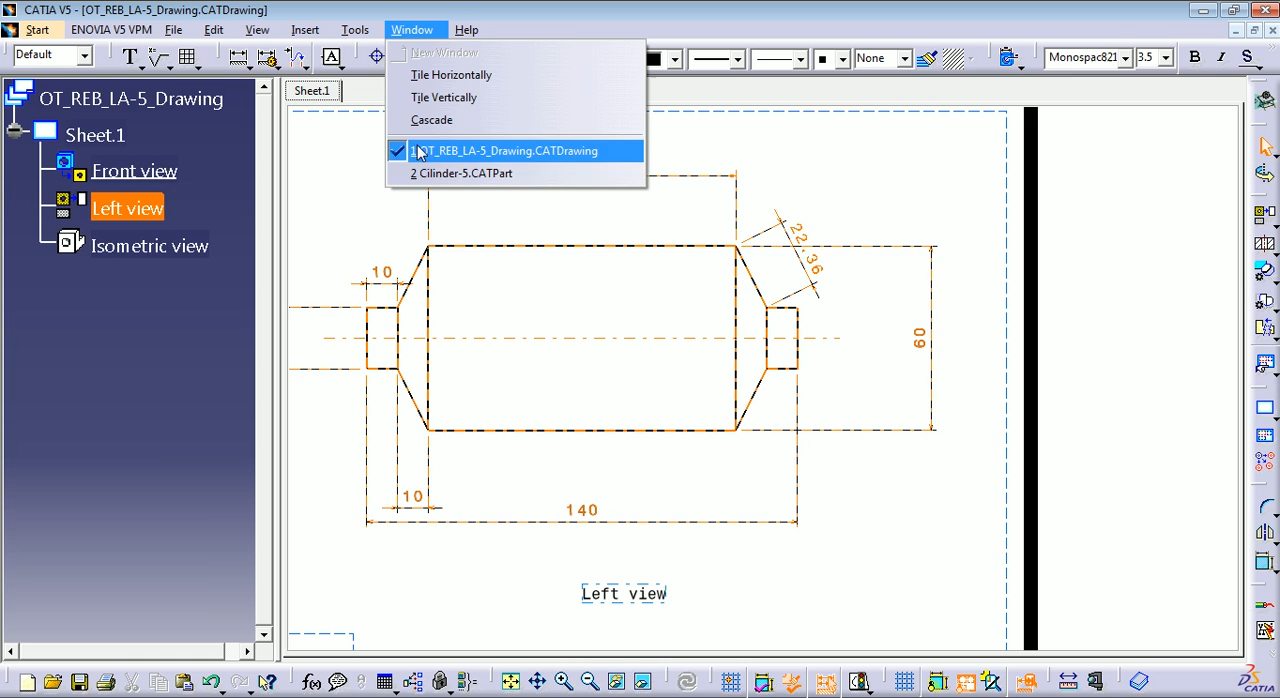 CATIA V5 - [OT_REB_LA-5_Drawing.CATDrawing]
Start ENOVIA V5 VPM File Edit View Insert Tools Window Help
Default
None
Monospac821
3.5
B I S
New Window
Tile Horizontally
Tile Vertically
Cascade
1 OT_REB_LA-5_Drawing.CATDrawing
2 Cilinder-5.CATPart
OT_REB_LA-5_Drawing
Sheet.1
Front view
Left view
Isometric view
Sheet.1
10
22,36
60
10
140
Left view
CATIA